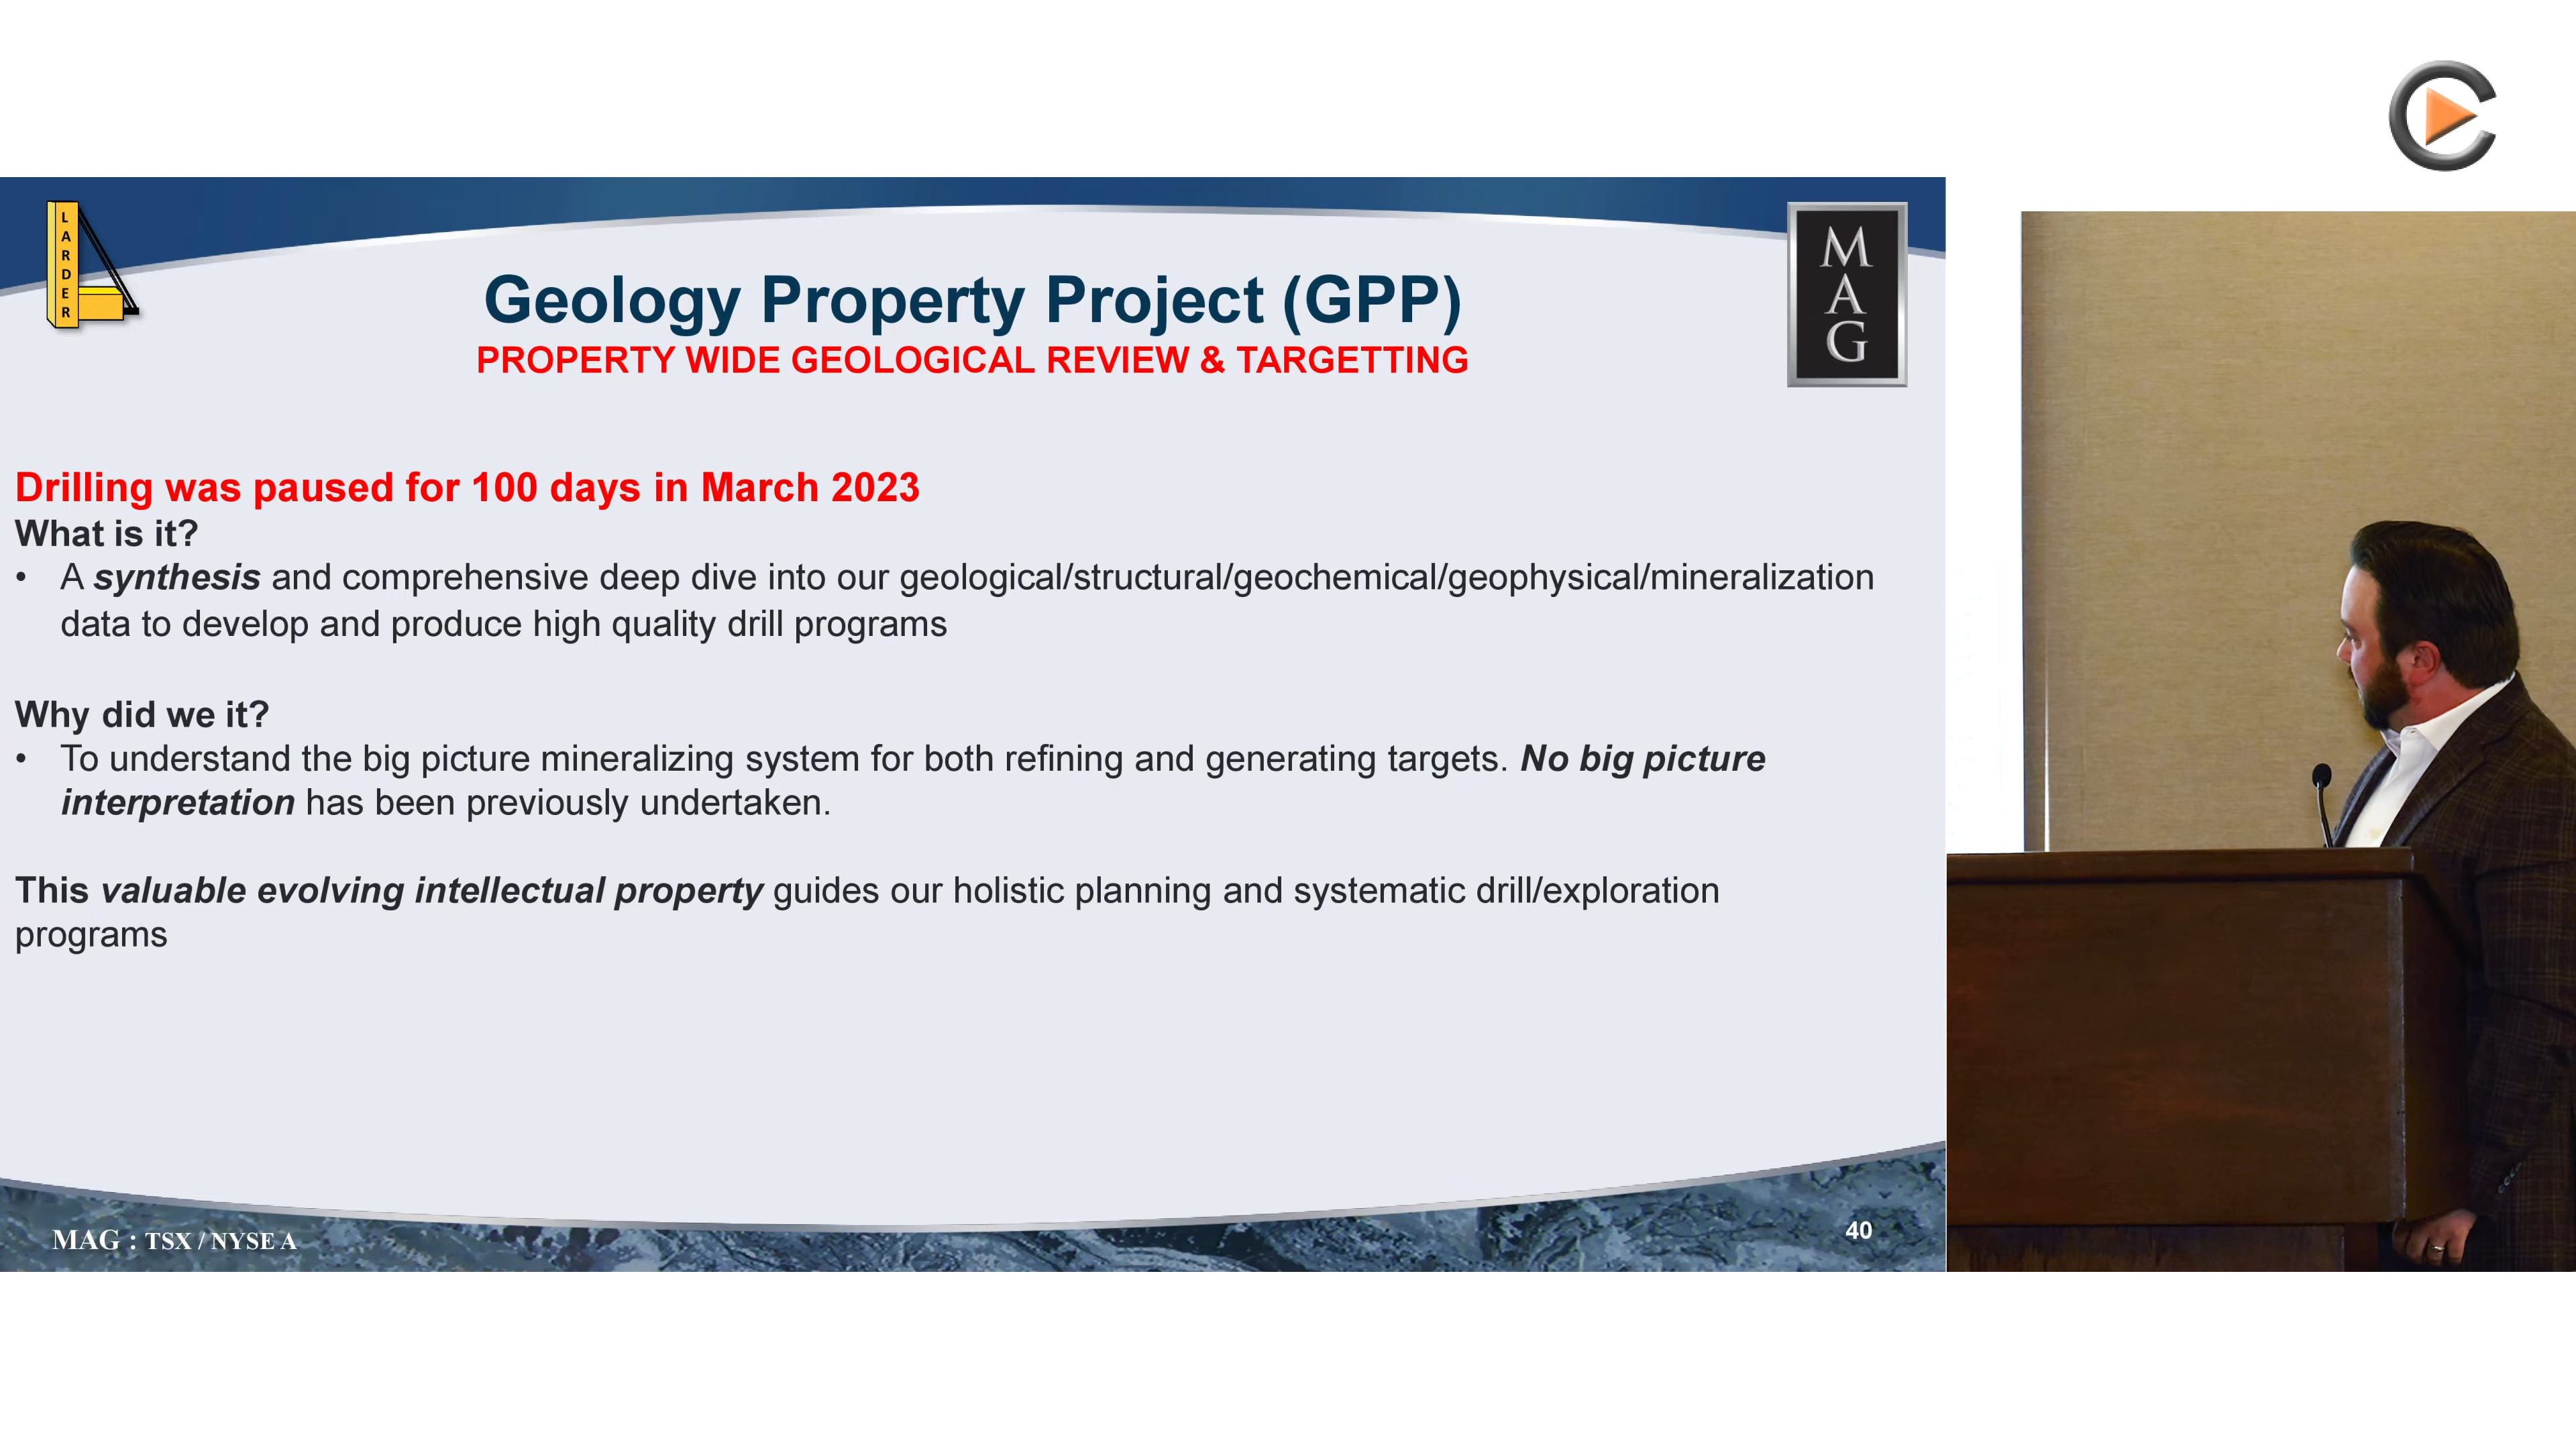 LARDER
MAG
Geology Property Project (GPP)
PROPERTY WIDE GEOLOGICAL REVIEW & TARGETTING
Drilling was paused for 100 days in March 2023
What is it?
• A synthesis and comprehensive deep dive into our geological/structural/geochemical/geophysical/mineralization
data to develop and produce high quality drill programs
Why did we it?
• To understand the big picture mineralizing system for both refining and generating targets. No big picture
interpretation has been previously undertaken.
This valuable evolving intellectual property guides our holistic planning and systematic drill/exploration
programs
MAG : TSX / NYSE A
40